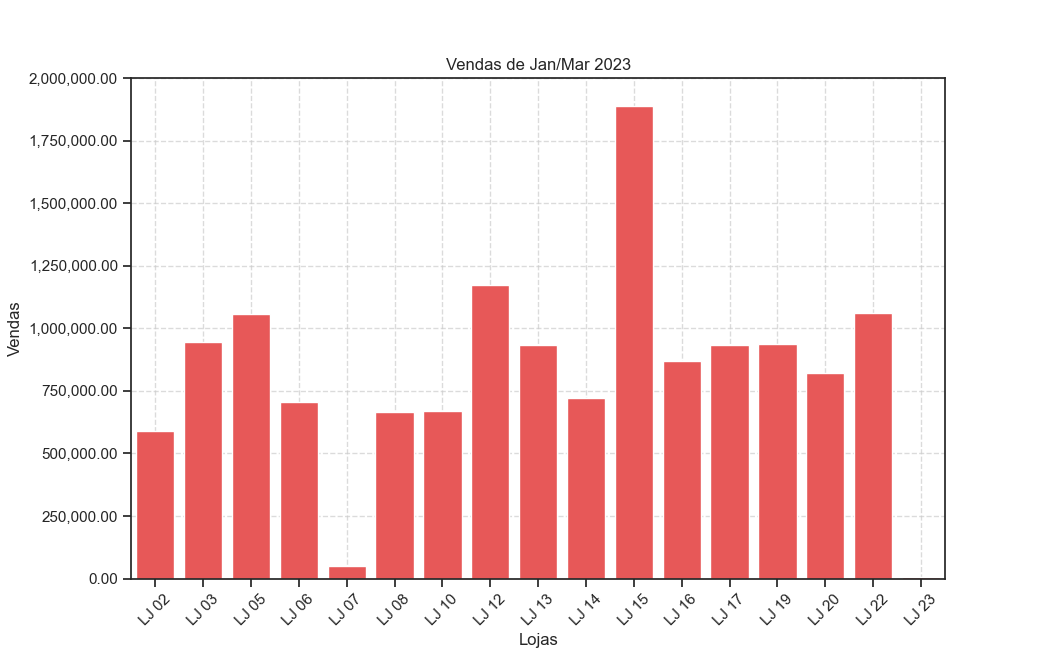 Vendas de Jan/Mar 2023
Vendas
2,000,000.00
1,750,000.00
1,500,000.00
1,250,000.00
1,000,000.00
750,000.00
500,000.00
250,000.00
0.00
LJ 02
LJ 03
LJ 05
LJ 06
LJ 07
LJ 08
LJ 10
LJ 12
LJ 13
LJ 14
LJ 15
LJ 16
LJ 17
LJ 19
LJ 20
LJ 22
LJ 23
Lojas